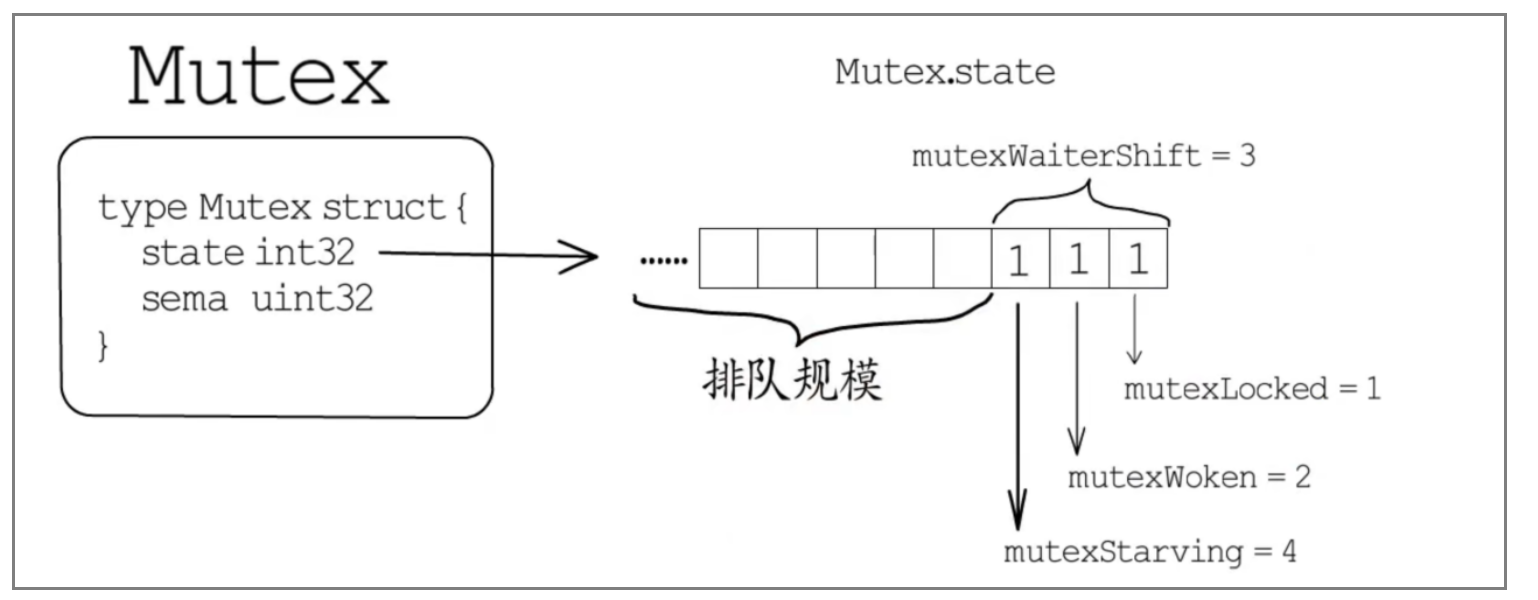 Mutex
type Mutex struct {
state int32
sema uint32
}
Mutex.state
mutexWaiterShift = 3
......
1 1 1
排队规模
mutexLocked = 1
mutexWoken = 2
mutexStarving = 4